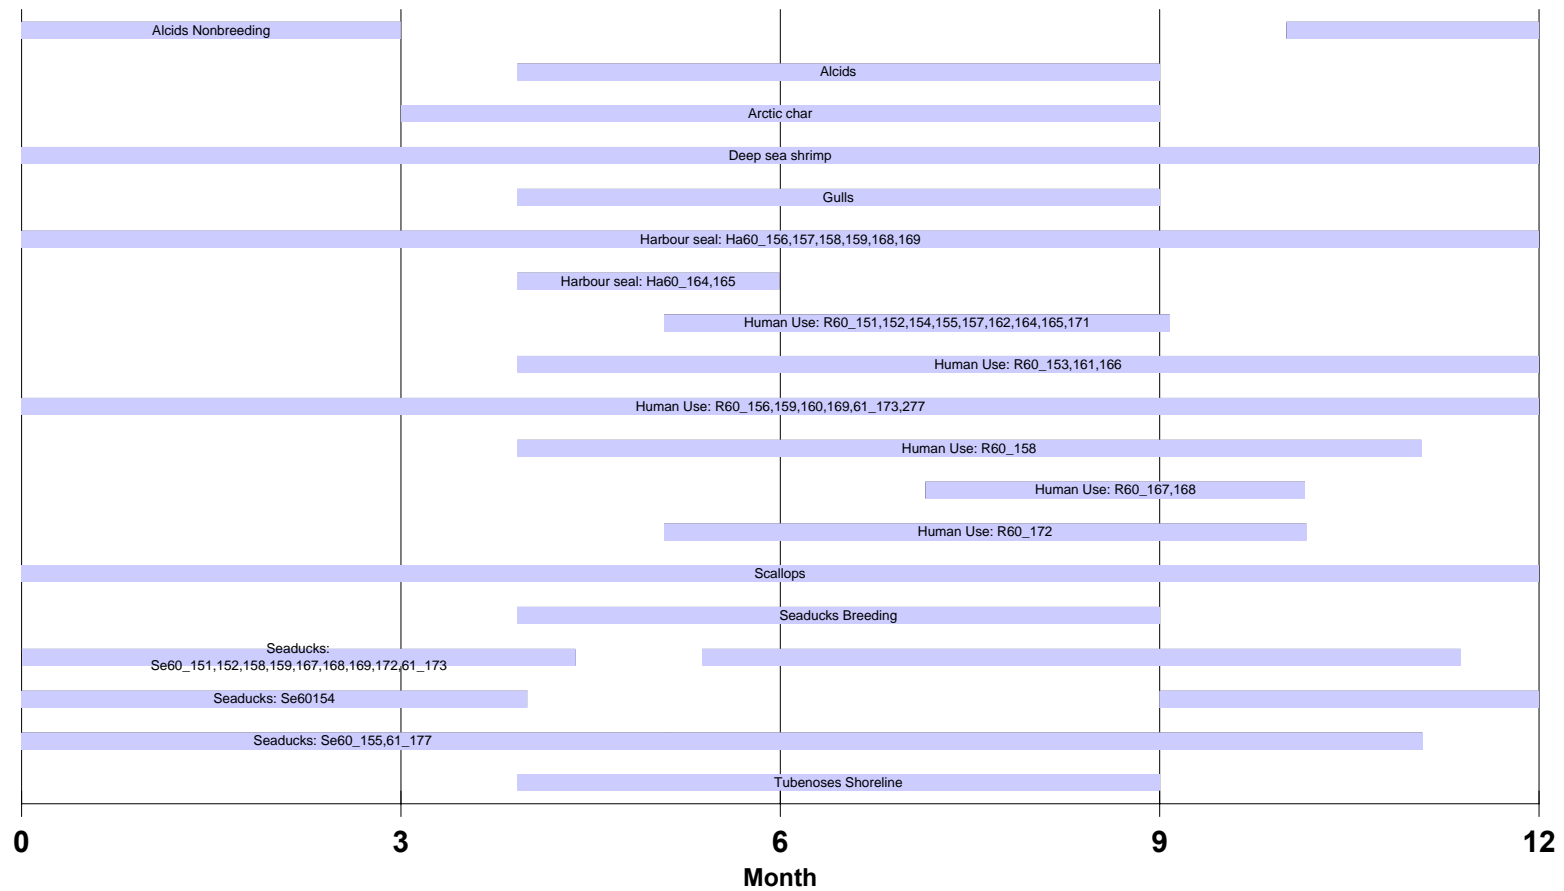 Alcids Nonbreeding
Alcids
Arctic char
Deep sea shrimp
Gulls
Harbour seal: Ha60_156,157,158,159,168,169
Harbour seal: Ha60_164,165
Human Use: R60_151,152,154,155,157,162,164,165,171
Human Use: R60_153,161,166
Human Use: R60_156,159,160,169,61_173,277
Human Use: R60_158
Human Use: R60_167,168
Human Use: R60_172
Scallops
Seaducks Breeding
Seaducks:
Se60_151,152,158,159,167,168,169,172,61_173
Seaducks: Se60154
Seaducks: Se60_155,61_177
Tubenoses Shoreline
0 3 6 9 12
Month